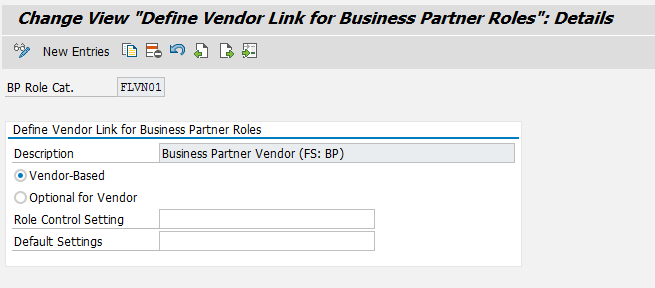 Change View "Define Vendor Link for Business Partner Roles": Details
New Entries
BP Role Cat. FLVN01
Define Vendor Link for Business Partner Roles
Description Business Partner Vendor (FS: BP)
Vendor-Based
Optional for Vendor
Role Control Setting
Default Settings